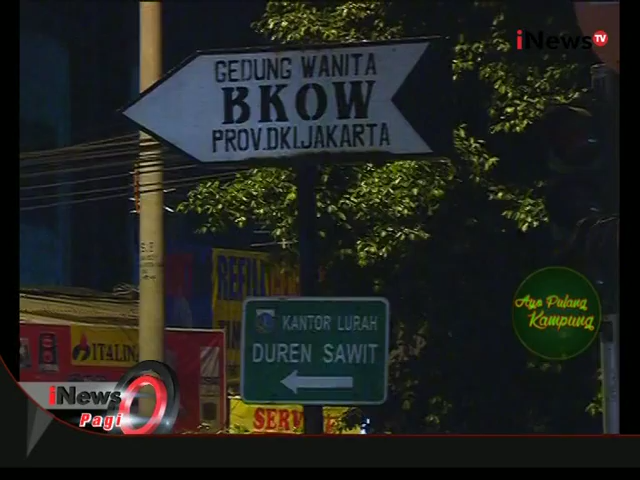 iNews TV
GEDUNG WANITA
BKOW
PROV.DKI JAKARTA
REFILL
Ayo Pulang
Kampung
KANTOR LURAH
DUREN SAWIT
ITALIN
iNews
Pagi
SERV